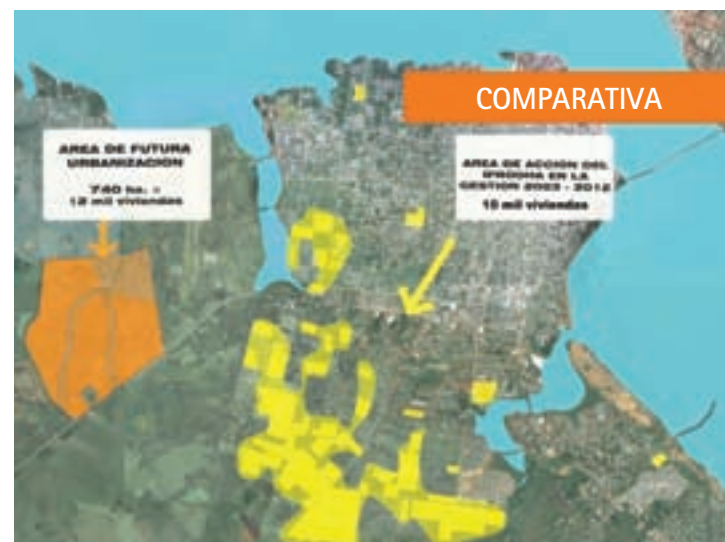 COMPARATIVA
AREA DE FUTURA
URBANIZACION
740 ha. =
12 mil viviendas
AREA DE ACCION DEL
IPRODHA EN LA
GESTION 2003 - 2012
15 mil viviendas